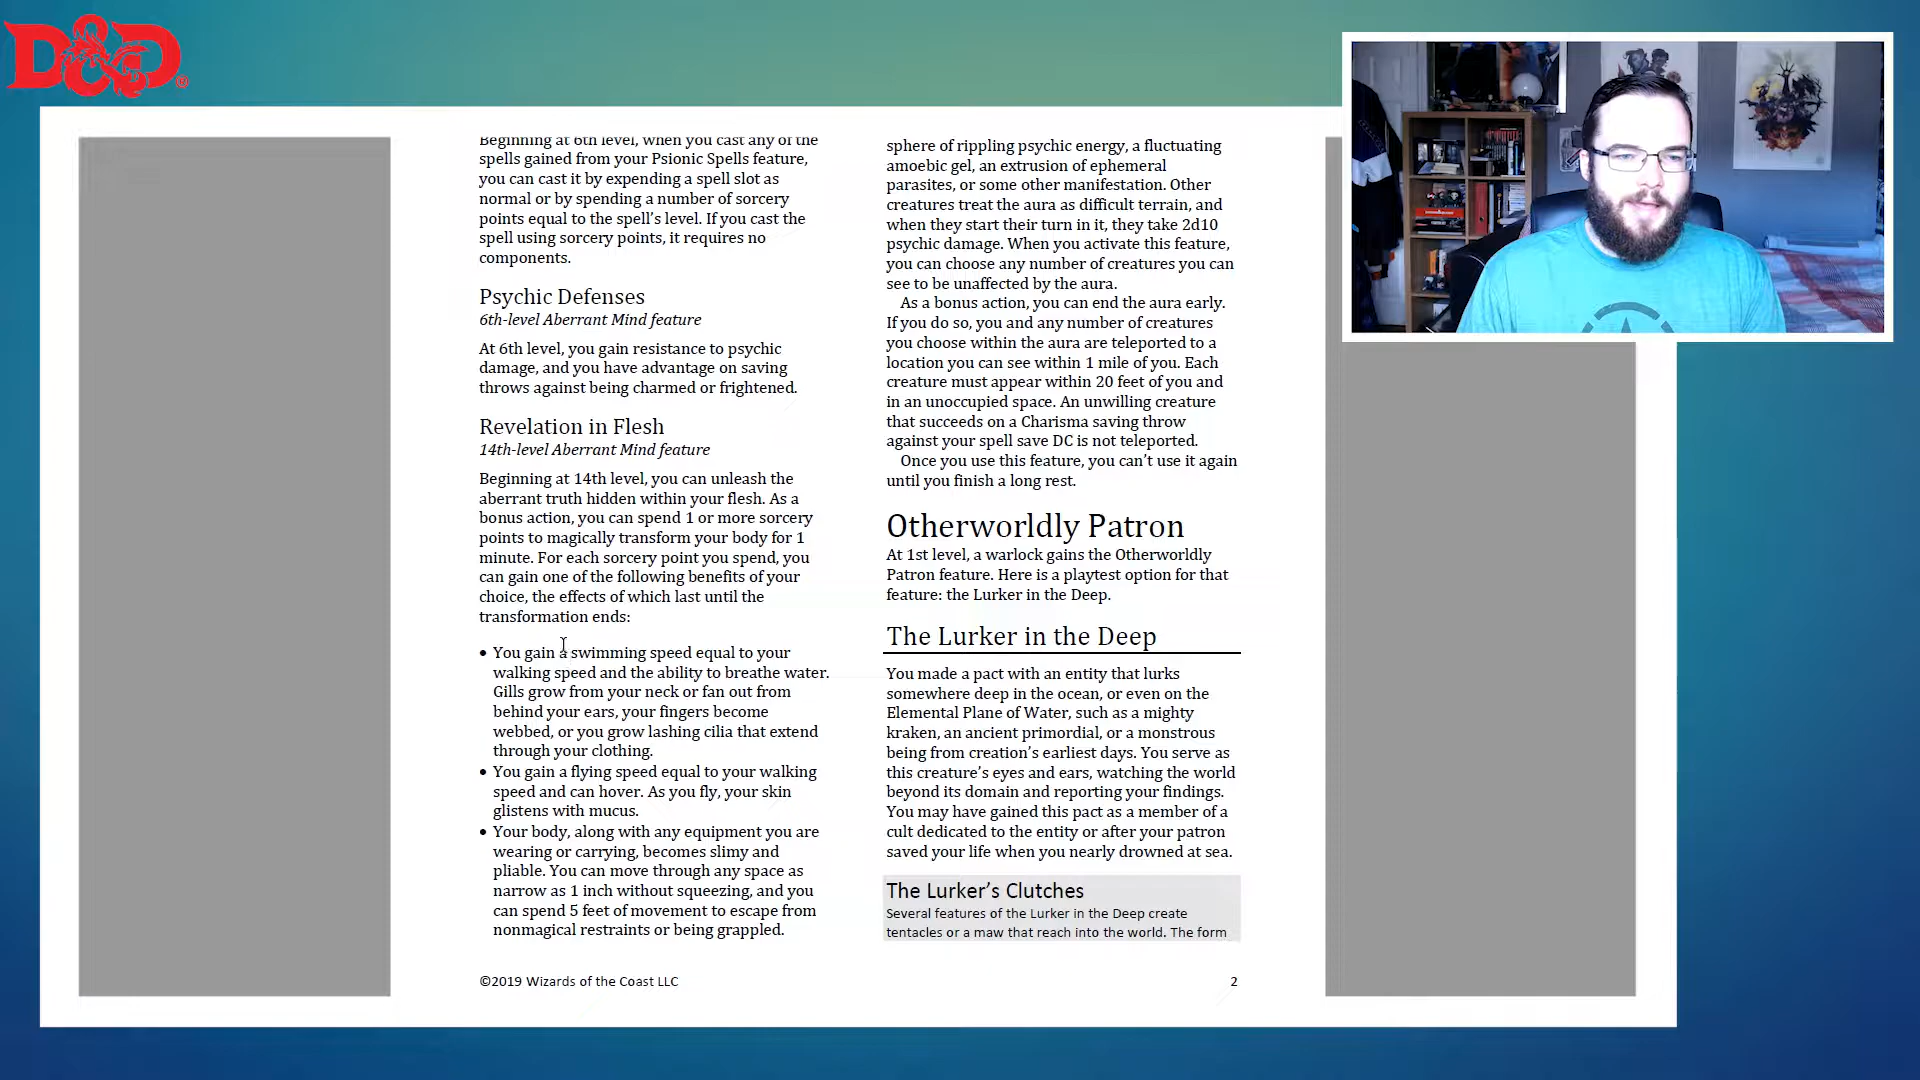 D&D
Beginning at 6th level, when you cast any of the
spells gained from your Psionic Spells feature,
you can cast it by expending a spell slot as
normal or by spending a number of sorcery
points equal to the spell’s level. If you cast the
spell using sorcery points, it requires no
components.
Psychic Defenses
6th-level Aberrant Mind feature
At 6th level, you gain resistance to psychic
damage, and you have advantage on saving
throws against being charmed or frightened.
Revelation in Flesh
14th-level Aberrant Mind feature
Beginning at 14th level, you can unleash the
aberrant truth hidden within your flesh. As a
bonus action, you can spend 1 or more sorcery
points to magically transform your body for 1
minute. For each sorcery point you spend, you
can gain one of the following benefits of your
choice, the effects of which last until the
transformation ends:
• You gain a swimming speed equal to your
walking speed and the ability to breathe water.
Gills grow from your neck or fan out from
behind your ears, your fingers become
webbed, or you grow lashing cilia that extend
through your clothing.
• You gain a flying speed equal to your walking
speed and can hover. As you fly, your skin
glistens with mucus.
• Your body, along with any equipment you are
wearing or carrying, becomes slimy and
pliable. You can move through any space as
narrow as 1 inch without squeezing, and you
can spend 5 feet of movement to escape from
nonmagical restraints or being grappled.
sphere of rippling psychic energy, a fluctuating
amoebic gel, an extrusion of ephemeral
parasites, or some other manifestation. Other
creatures treat the aura as difficult terrain, and
when they start their turn in it, they take 2d10
psychic damage. When you activate this feature,
you can choose any number of creatures you can
see to be unaffected by the aura.
As a bonus action, you can end the aura early.
If you do so, you and any number of creatures
you choose within the aura are teleported to a
location you can see within 1 mile of you. Each
creature must appear within 20 feet of you and
in an unoccupied space. An unwilling creature
that succeeds on a Charisma saving throw
against your spell save DC is not teleported.
Once you use this feature, you can’t use it again
until you finish a long rest.
Otherworldly Patron
At 1st level, a warlock gains the Otherworldly
Patron feature. Here is a playtest option for that
feature: the Lurker in the Deep.
The Lurker in the Deep
You made a pact with an entity that lurks
somewhere deep in the ocean, or even on the
Elemental Plane of Water, such as a mighty
kraken, an ancient primordial, or a monstrous
being from creation’s earliest days. You serve as
this creature’s eyes and ears, watching the world
beyond its domain and reporting your findings.
You may have gained this pact as a member of a
cult dedicated to the entity or after your patron
saved your life when you nearly drowned at sea.
The Lurker’s Clutches
Several features of the Lurker in the Deep create
tentacles or a maw that reach into the world. The form
©2019 Wizards of the Coast LLC
2